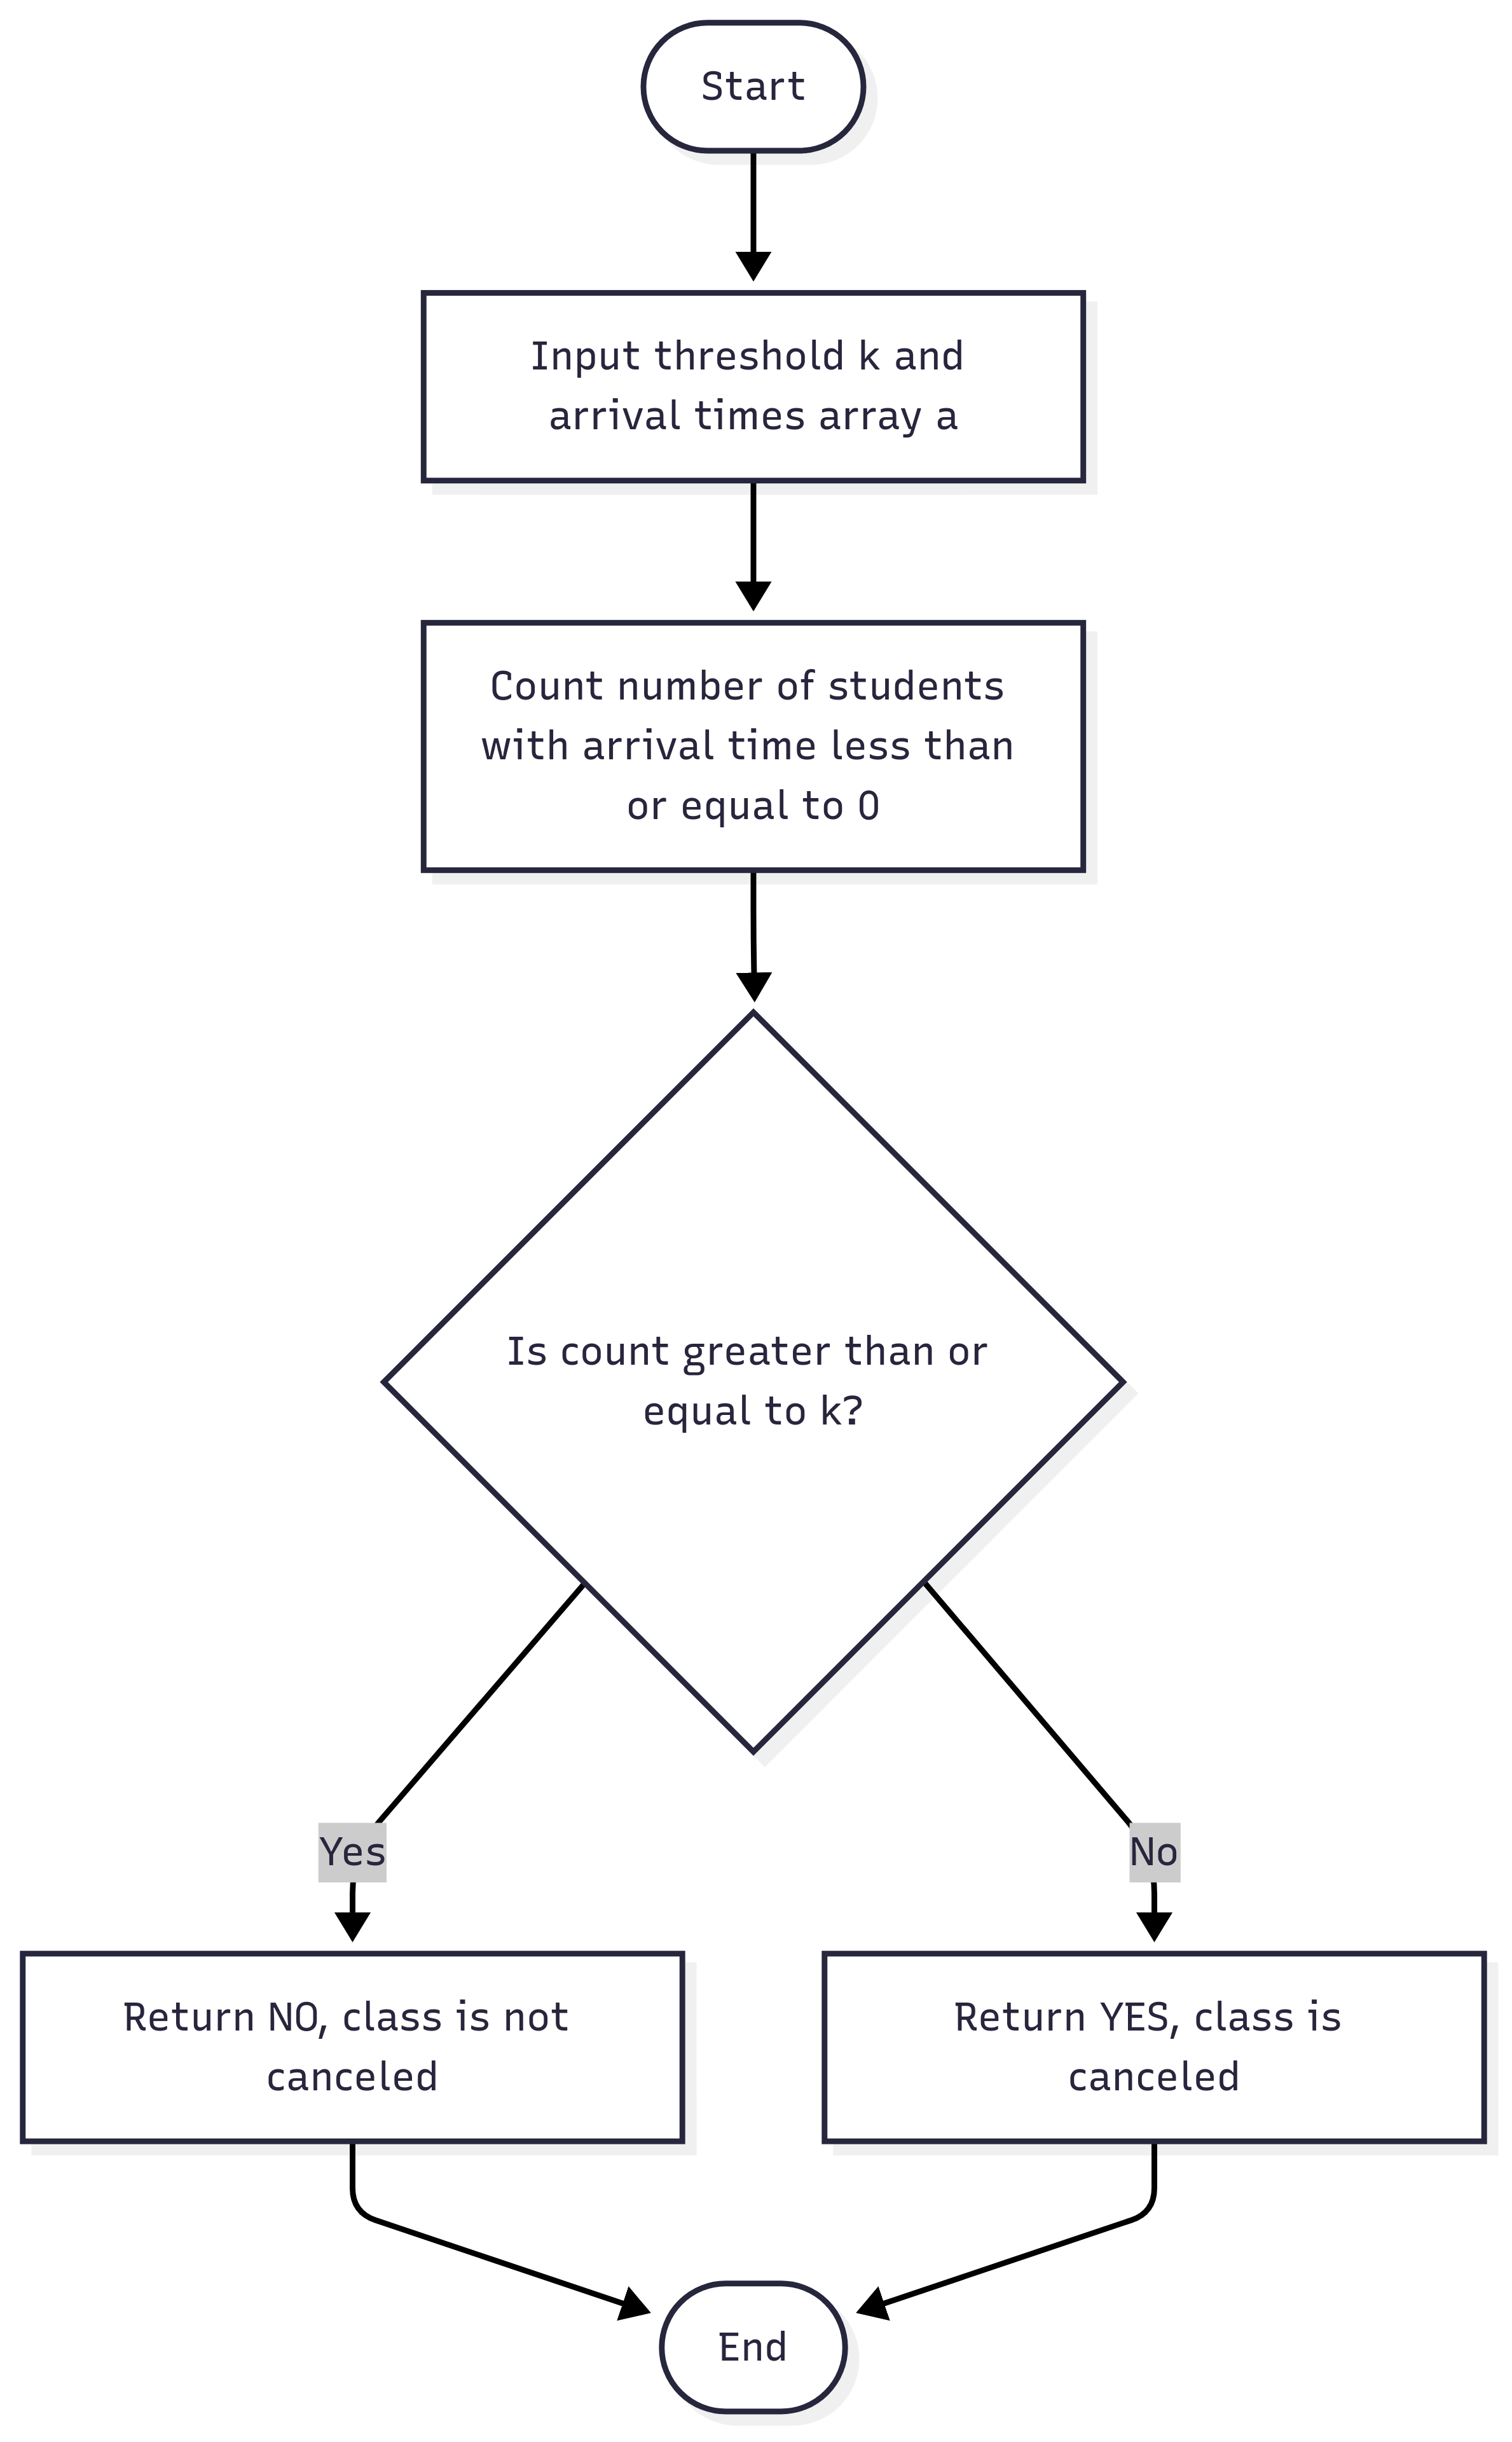 Start
Input threshold k and
arrival times array a
Count number of students
with arrival time less than
or equal to 0
Is count greater than or
equal to k?
Yes
No
Return NO, class is not
canceled
Return YES, class is
canceled
End